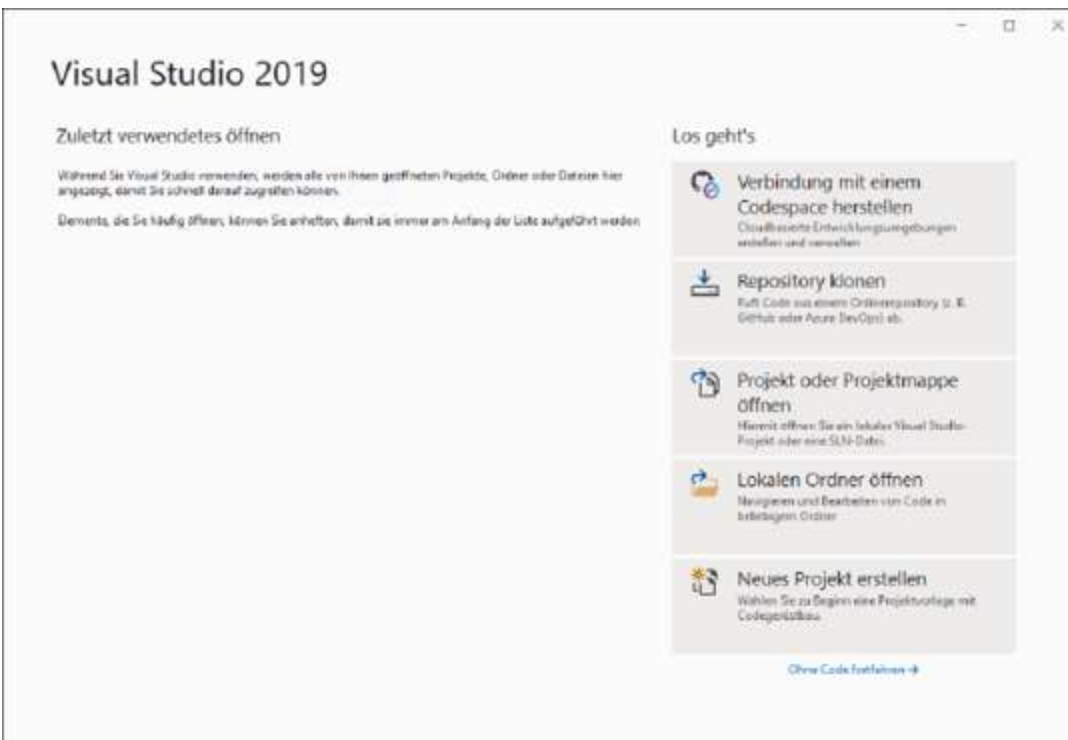 Visual Studio 2019
Zuletzt verwendetes öffnen
Während Sie Visual Studio verwenden, werden alle von Ihnen geöffneten Projekte, Ordner oder Dateien hier
angezeigt, damit Sie schnell darauf zugreifen können.
Elemente, die Sie häufig öffnen, können Sie anheften, damit sie immer am Anfang der Liste aufgeführt werden
Los geht's
Verbindung mit einem
Codespace herstellen
Cloudbasierte Entwicklungsumgebungen
erstellen und verwalten
Repository klonen
Ruft Code aus einem Onlinerepository (z. B.
GitHub oder Azure DevOps) ab.
Projekt oder Projektmappe
öffnen
Hiermit öffnen Sie ein lokales Visual Studio-
Projekt oder eine SLN-Datei.
Lokalen Ordner öffnen
Navigieren und Bearbeiten von Code in
beliebigem Ordner
Neues Projekt erstellen
Wählen Sie zu Beginn eine Projektvorlage mit
Codegerüstbau.
Ohne Code fortfahren →